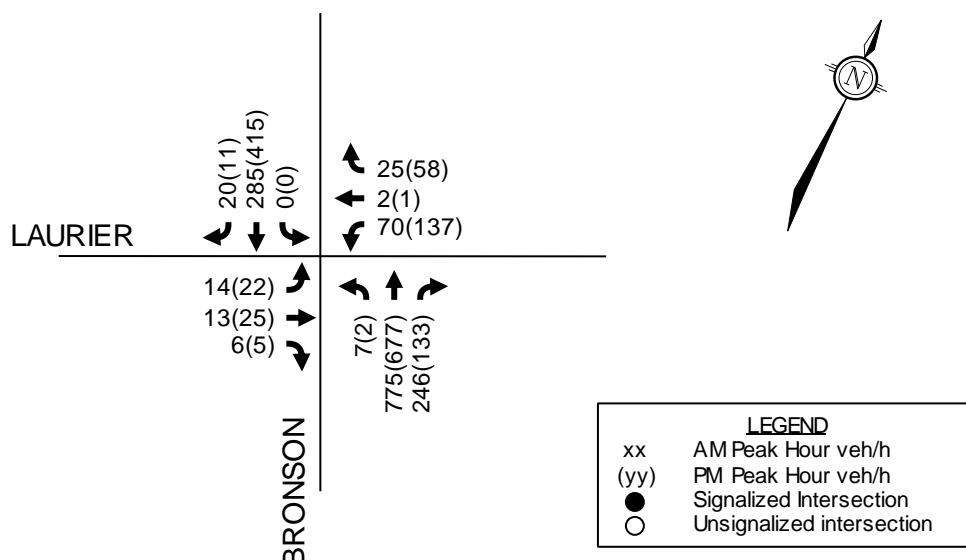 N
20(11)
285(415)
0(0)
25(58)
2(1)
70(137)
LAURIER
14(22)
13(25)
6(5)
7(2)
775(677)
246(133)
BRONSON
LEGEND
xx AM Peak Hour veh/h
(yy) PM Peak Hour veh/h
Signalized Intersection
Unsignalized intersection